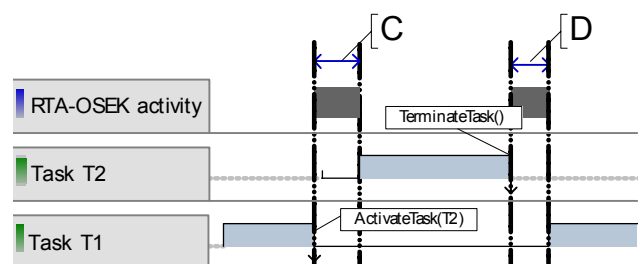 C
D
RTA-OSEK activity
TerminateTask()
Task T2
ActivateTask(T2)
Task T1